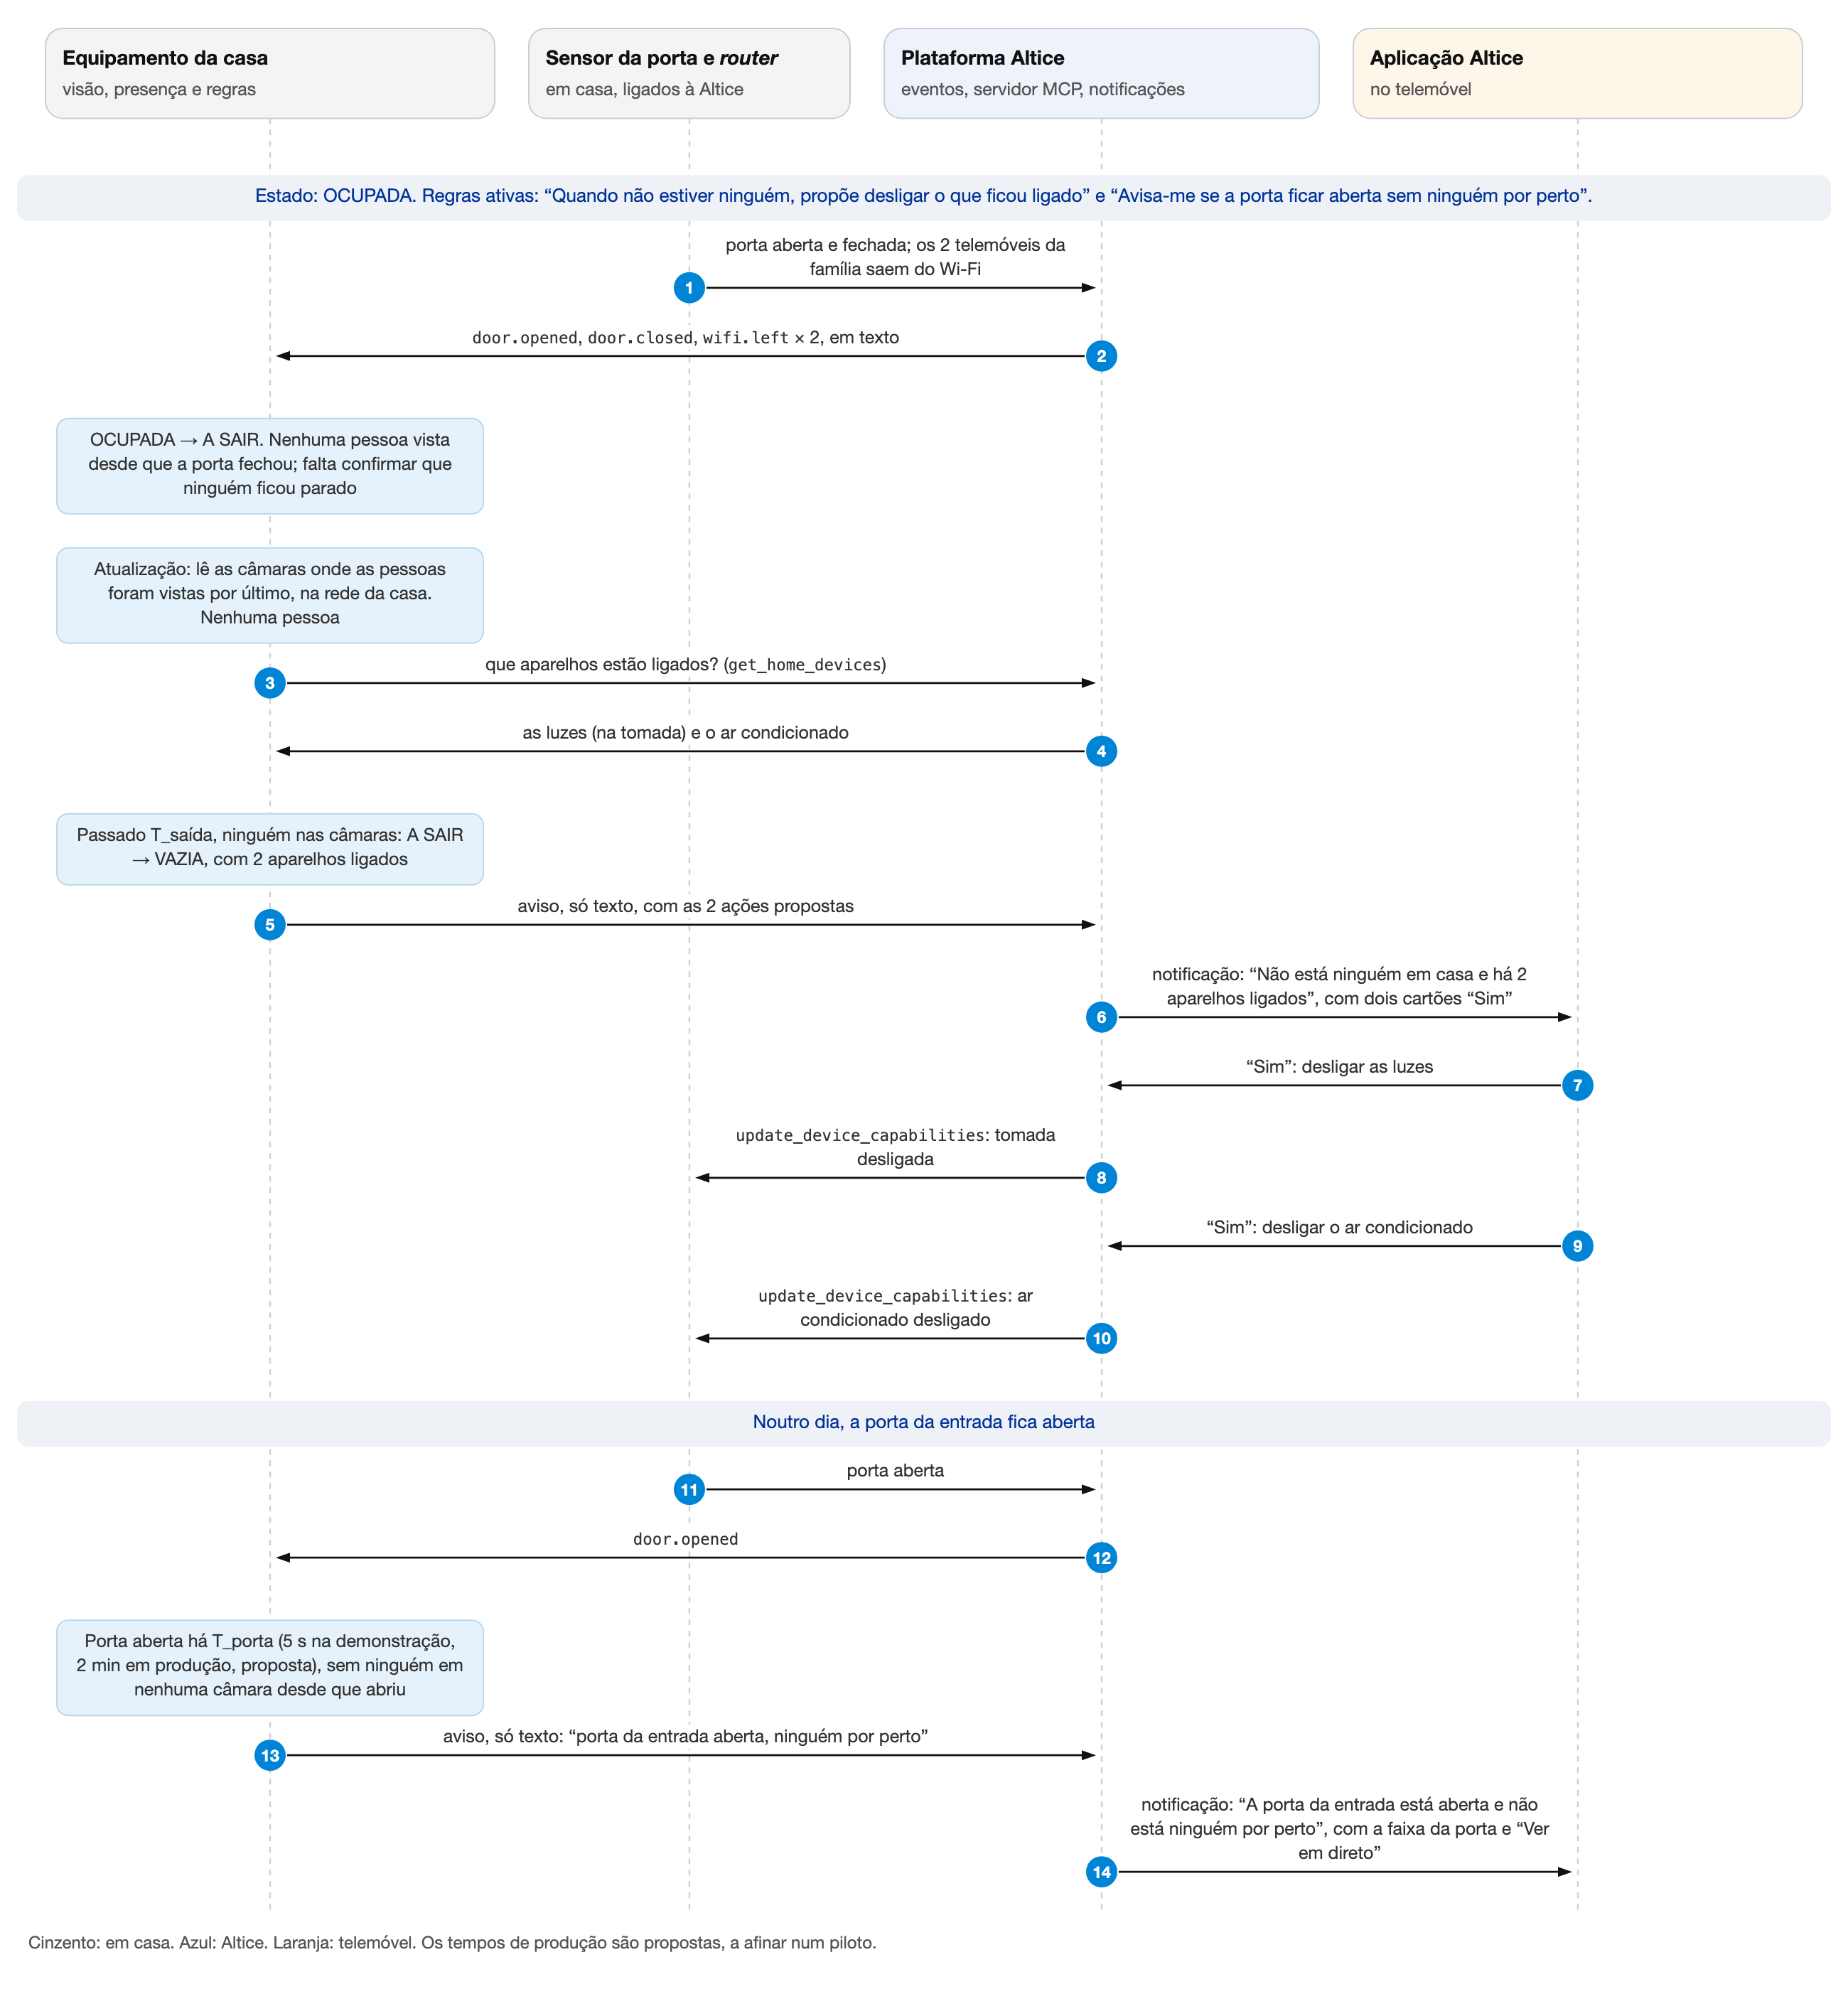 Equipamento da casa
visão, presença e regras
Sensor da porta e router
em casa, ligados à Altice
Plataforma Altice
eventos, servidor MCP, notificações
Aplicação Altice
no telemóvel
Estado: OCUPADA. Regras ativas: “Quando não estiver ninguém, propõe desligar o que ficou ligado” e “Avisa-me se a porta ficar aberta sem ninguém por perto”.
porta aberta e fechada; os 2 telemóveis da
família saem do Wi-Fi
1
door.opened, door.closed, wifi.left × 2, em texto
2
OCUPADA → A SAIR. Nenhuma pessoa vista
desde que a porta fechou; falta confirmar que
ninguém ficou parado
Atualização: lê as câmaras onde as pessoas
foram vistas por último, na rede da casa.
Nenhuma pessoa
que aparelhos estão ligados? (get_home_devices)
3
as luzes (na tomada) e o ar condicionado
4
Passado T_saída, ninguém nas câmaras: A SAIR
→ VAZIA, com 2 aparelhos ligados
aviso, só texto, com as 2 ações propostas
5
notificação: “Não está ninguém em casa e há 2
aparelhos ligados”, com dois cartões “Sim”
6
“Sim”: desligar as luzes
7
update_device_capabilities: tomada
desligada
8
“Sim”: desligar o ar condicionado
9
update_device_capabilities: ar
condicionado desligado
10
Noutro dia, a porta da entrada fica aberta
porta aberta
11
door.opened
12
Porta aberta há T_porta (5 s na demonstração,
2 min em produção, proposta), sem ninguém em
nenhuma câmara desde que abriu
aviso, só texto: “porta da entrada aberta, ninguém por perto”
13
notificação: “A porta da entrada está aberta e não
está ninguém por perto”, com a faixa da porta e “Ver
em direto”
14
Cinzento: em casa. Azul: Altice. Laranja: telemóvel. Os tempos de produção são propostas, a afinar num piloto.